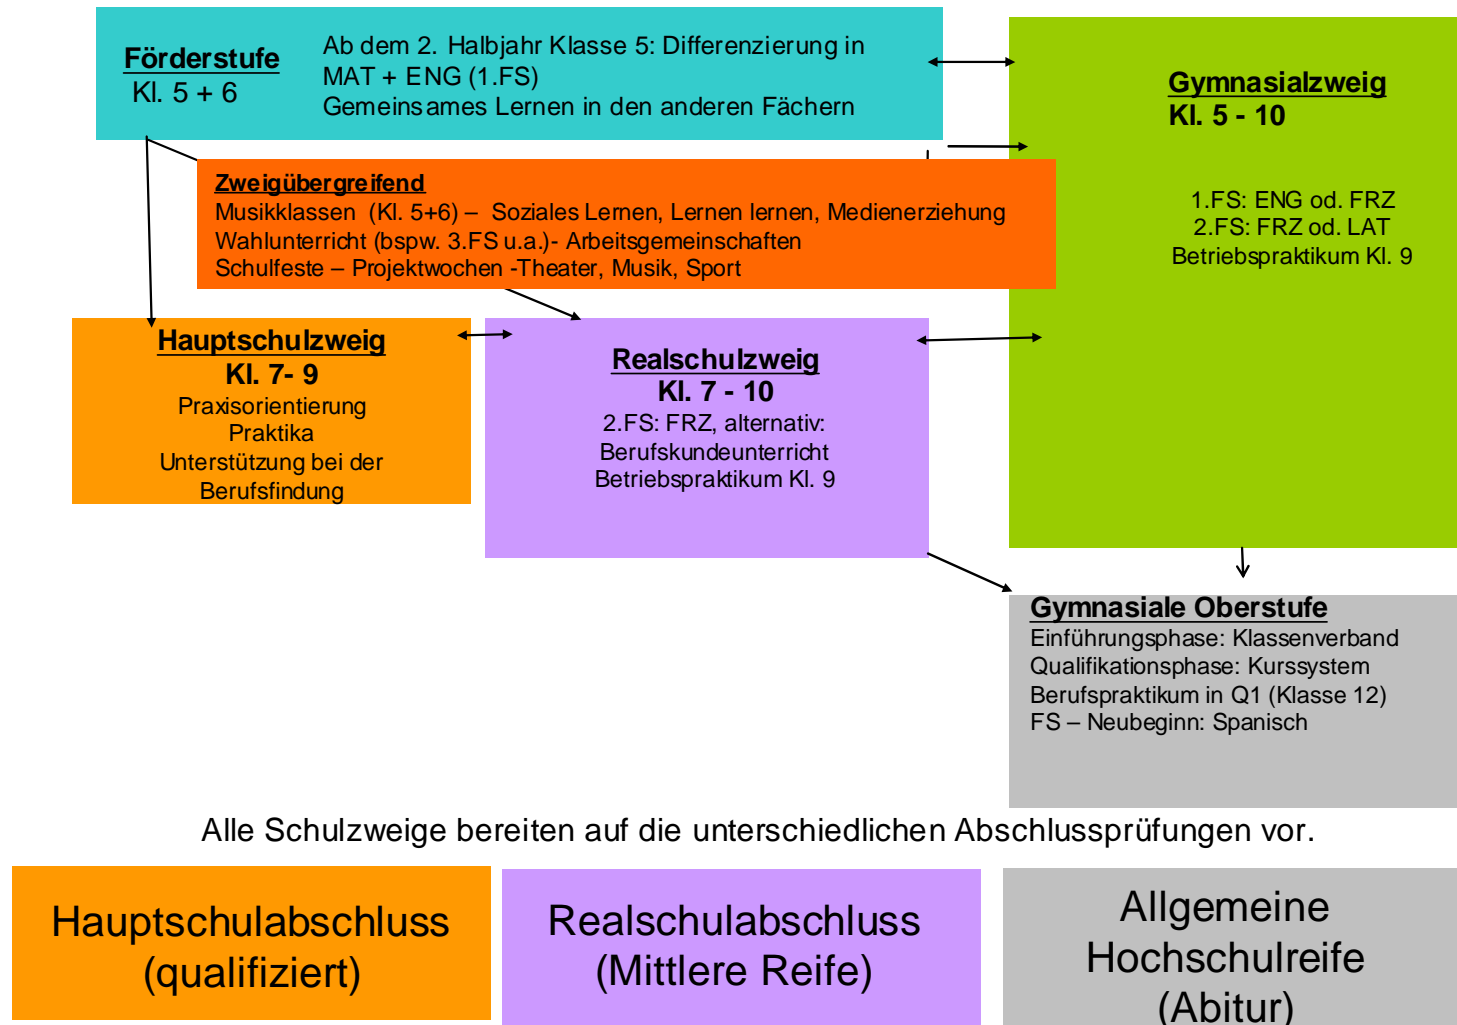 Förderstufe
Kl. 5 + 6
Ab dem 2. Halbjahr Klasse 5: Differenzierung in
MAT + ENG (1.FS)
Gemeinsames Lernen in den anderen Fächern
Gymnasialzweig
Kl. 5 - 10
1.FS: ENG od. FRZ
2.FS: FRZ od. LAT
Betriebspraktikum Kl. 9
Zweigübergreifend
Musikklassen (Kl. 5+6) – Soziales Lernen, Lernen lernen, Medienerziehung
Wahlunterricht (bspw. 3.FS u.a.)- Arbeitsgemeinschaften
Schulfeste – Projektwochen -Theater, Musik, Sport
Hauptschulzweig
Kl. 7- 9
Praxisorientierung
Praktika
Unterstützung bei der
Berufsfindung
Realschulzweig
Kl. 7 - 10
2.FS: FRZ, alternativ:
Berufskundeunterricht
Betriebspraktikum Kl. 9
Gymnasiale Oberstufe
Einführungsphase: Klassenverband
Qualifikationsphase: Kurssystem
Berufspraktikum in Q1 (Klasse 12)
FS – Neubeginn: Spanisch
Alle Schulzweige bereiten auf die unterschiedlichen Abschlussprüfungen vor.
Hauptschulabschluss
(qualifiziert)
Realschulabschluss
(Mittlere Reife)
Allgemeine
Hochschulreife
(Abitur)